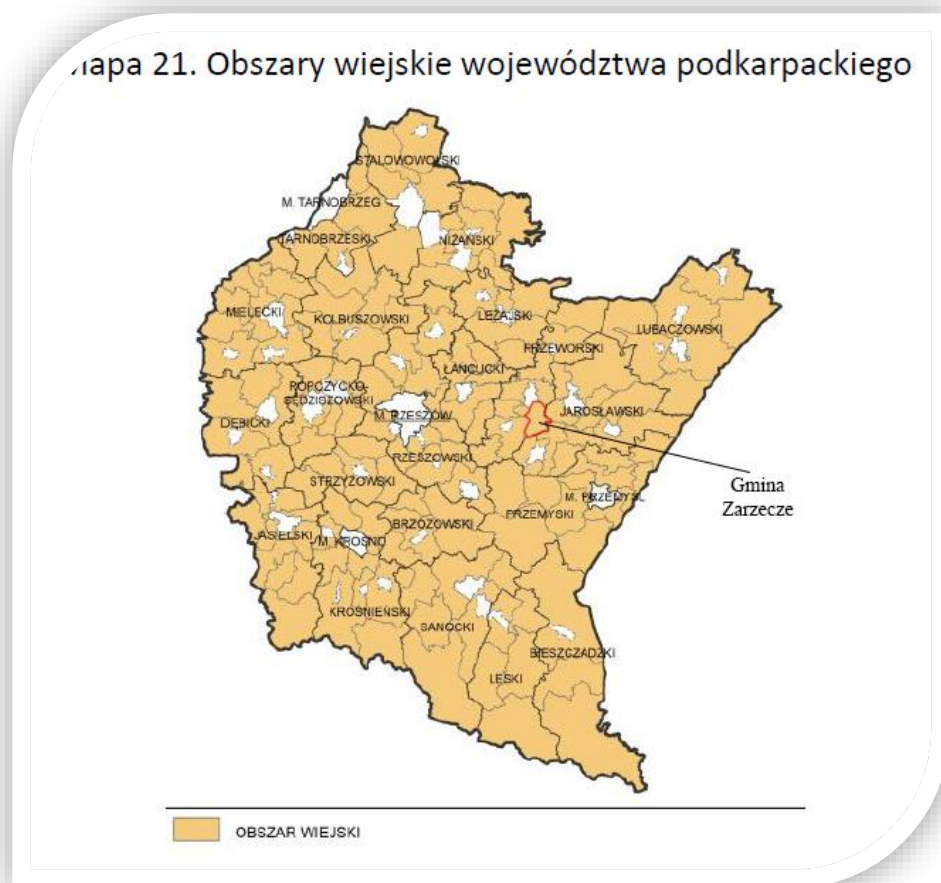 Mapa 21. Obszary wiejskie województwa podkarpackiego
STALOWOWOLSKI
M. TARNOBRZEG
TARNOBRZESKI
NIŻAŃSKI
MIELECKI
KOLBUSZOWSKI
LEŻAJSKI
LUBACZOWSKI
PRZEWORSKI
ŁAŃCUCKI
ROPCZYCKO-
SĘDZISZOWSKI
M. RZESZÓW
JAROSŁAWSKI
DĘBICKI
RZESZOWSKI
STRZYŻOWSKI
Gmina
Zarzecze
M. PRZEMYŚL
PRZEMYSKI
BRZOZOWSKI
JASIELSKI
M. KROSNO
KROŚNIEŃSKI
SANOCKI
BIESZCZADZKI
LESKI
OBSZAR WIEJSKI